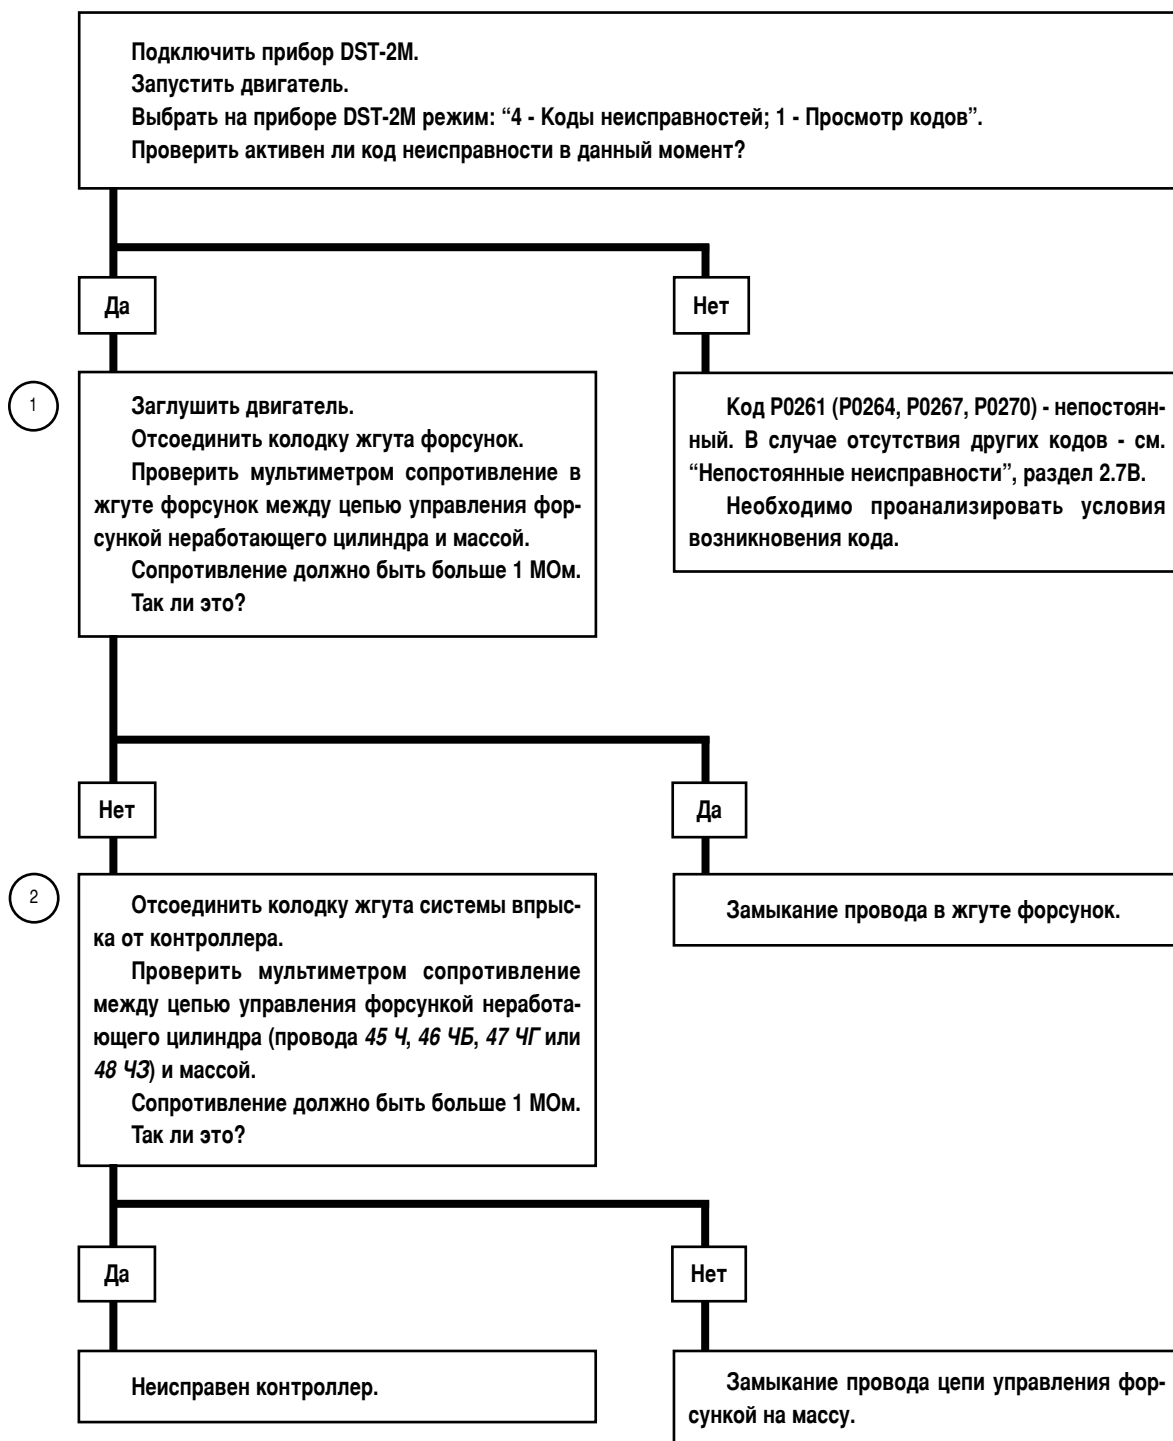 Подключить прибор DST-2M.
Запустить двигатель.
Выбрать на приборе DST-2M режим: “4 - Коды неисправностей; 1 - Просмотр кодов”.
Проверить активен ли код неисправности в данный момент?
Да
Нет
1
Заглушить двигатель.
Отсоединить колодку жгута форсунок.
Проверить мультиметром сопротивление в
жгуте форсунок между цепью управления фор-
сункой неработающего цилиндра и массой.
Сопротивление должно быть больше 1 МОм.
Так ли это?
Код P0261 (P0264, P0267, P0270) - непостоян-
ный. В случае отсутствия других кодов - см.
“Непостоянные неисправности”, раздел 2.7В.
Необходимо проанализировать условия
возникновения кода.
Нет
Да
2
Отсоединить колодку жгута системы впрыс-
ка от контроллера.
Проверить мультиметром сопротивление
между цепью управления форсункой неработа-
ющего цилиндра (провода 45 Ч, 46 ЧБ, 47 ЧГ или
48 ЧЗ) и массой.
Сопротивление должно быть больше 1 МОм.
Так ли это?
Замыкание провода в жгуте форсунок.
Да
Нет
Неисправен контроллер.
Замыкание провода цепи управления фор-
сункой на массу.